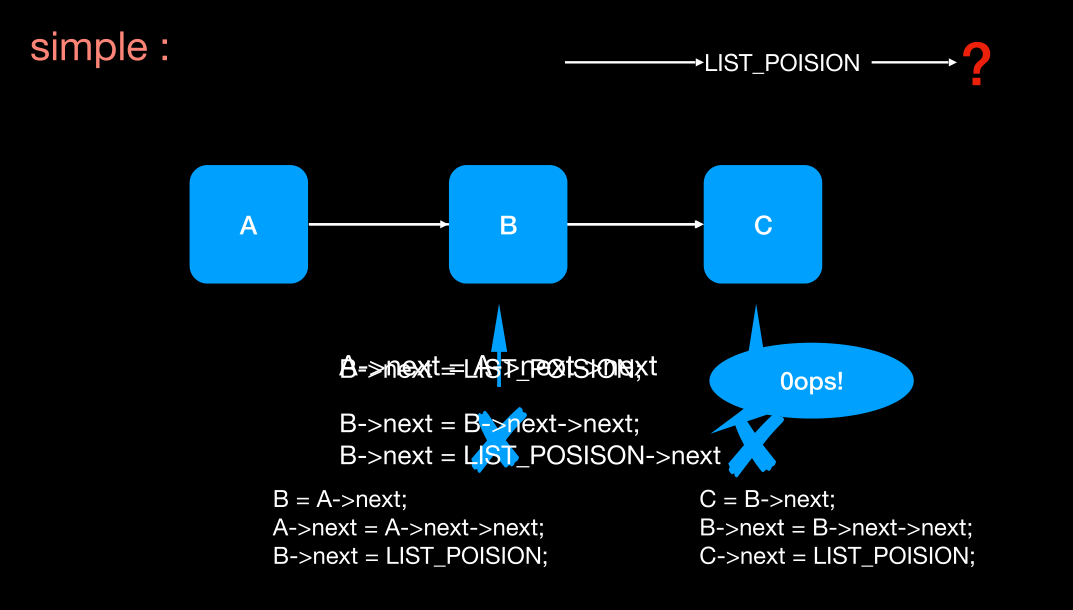 simple :
LIST_POISION
?
A
B
C
A->next = A->next->next
B->next = LIST_POISION;
0ops!
B->next = B->next->next;
B->next = LIST_POSISON->next
B = A->next;
A->next = A->next->next;
B->next = LIST_POISION;
C = B->next;
B->next = B->next->next;
C->next = LIST_POISION;